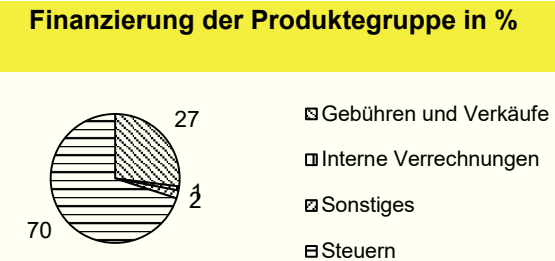 Finanzierung der Produktegruppe in %
27
1
2
70
Gebühren und Verkäufe
Interne Verrechnungen
Sonstiges
Steuern